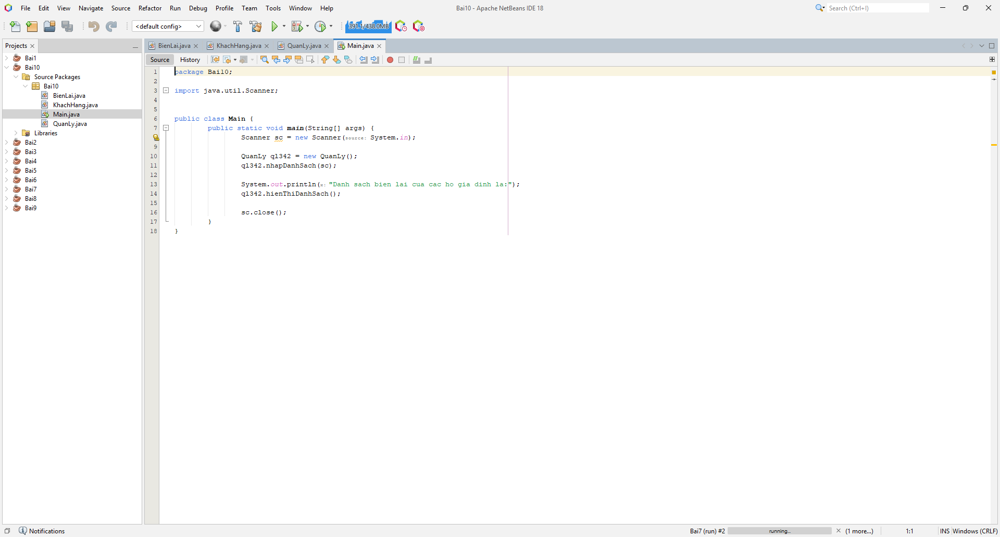 File Edit View Navigate Source Refactor Run Debug Profile Team Tools Window Help
Bai10 - Apache NetBeans IDE 18
Search (Ctrl+I)
<default config>
391.1/438.0MB
Projects
BienLai.java KhachHang.java QuanLy.java Main.java
Source History
Bai1
Bai10
Source Packages
Bai10
BienLai.java
KhachHang.java
Main.java
QuanLy.java
Libraries
Bai2
Bai3
Bai4
Bai5
Bai6
Bai7
Bai8
Bai9
1 package Bai10;
2
3 import java.util.Scanner;
4
5
6 public class Main {
7 public static void main(String[] args) {
Scanner sc = new Scanner(source: System.in);
9
10 QuanLy ql342 = new QuanLy();
11 ql342.nhapDanhSach(sc);
12
13 System.out.println(x: "Danh sach bien lai cua cac ho gia dinh la:");
14 ql342.hienThiDanhSach();
15
16 sc.close();
17 }
18 }
Notifications
Bai7 (run) #2 running... (1 more...) 1:1 INS Windows (CRLF)